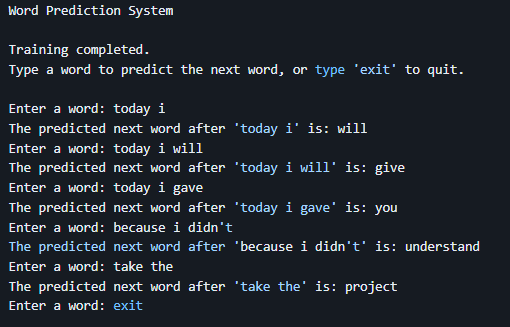 Word Prediction System
Training completed.
Type a word to predict the next word, or type 'exit' to quit.
Enter a word: today i
The predicted next word after 'today i' is: will
Enter a word: today i will
The predicted next word after 'today i will' is: give
Enter a word: today i gave
The predicted next word after 'today i gave' is: you
Enter a word: because i didn't
The predicted next word after 'because i didn't' is: understand
Enter a word: take the
The predicted next word after 'take the' is: project
Enter a word: exit